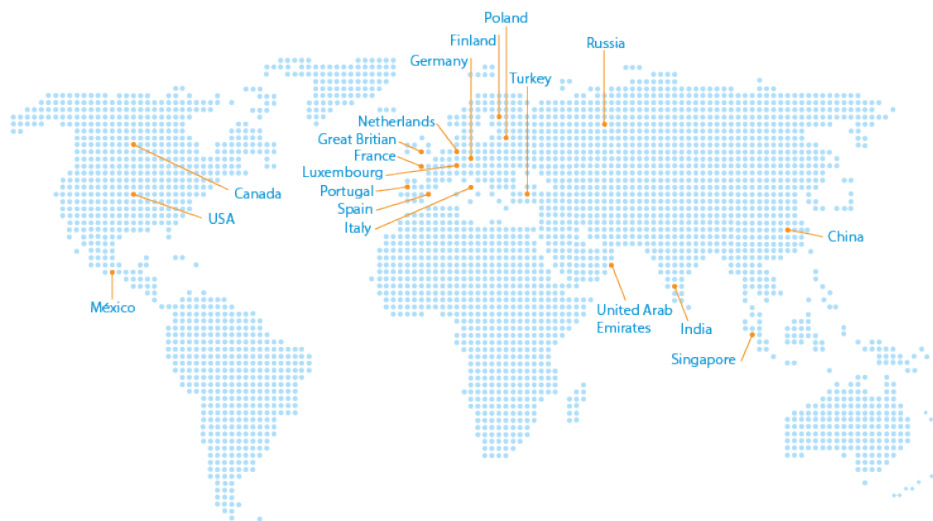 Poland
Finland
Russia
Germany
Turkey
Netherlands
Great Britian
France
Luxembourg
Canada
Portugal
USA
Spain
Italy
China
México
United Arab
Emirates
India
Singapore